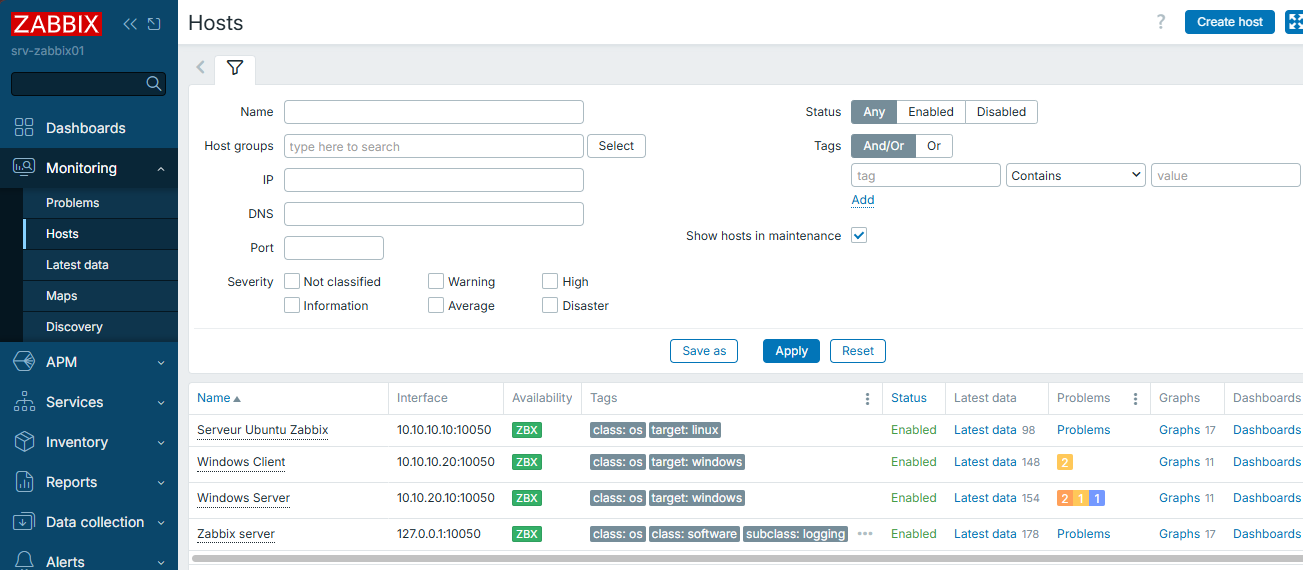 ZABBIX
srv-zabbix01
Dashboards
Monitoring
Problems
Hosts
Latest data
Maps
Discovery
APM
Services
Inventory
Reports
Data collection
Alerts
Hosts
? Create host
Name
Host groups type here to search Select
IP
DNS
Port
Severity Not classified Warning High
Information Average Disaster
Status Any Enabled Disabled
Tags And/Or Or
tag Contains value
Add
Show hosts in maintenance
Save as Apply Reset
Name Interface Availability Tags Status Latest data Problems Graphs Dashboards
Serveur Ubuntu Zabbix 10.10.10.10:10050 ZBX class: os target: linux Enabled Latest data 98 Problems Graphs 17 Dashboards
Windows Client 10.10.10.20:10050 ZBX class: os target: windows Enabled Latest data 148 2 Graphs 11 Dashboards
Windows Server 10.10.20.10:10050 ZBX class: os target: windows Enabled Latest data 154 2 1 1 Graphs 11 Dashboards
Zabbix server 127.0.0.1:10050 ZBX class: os class: software subclass: logging ••• Enabled Latest data 178 Problems Graphs 17 Dashboards